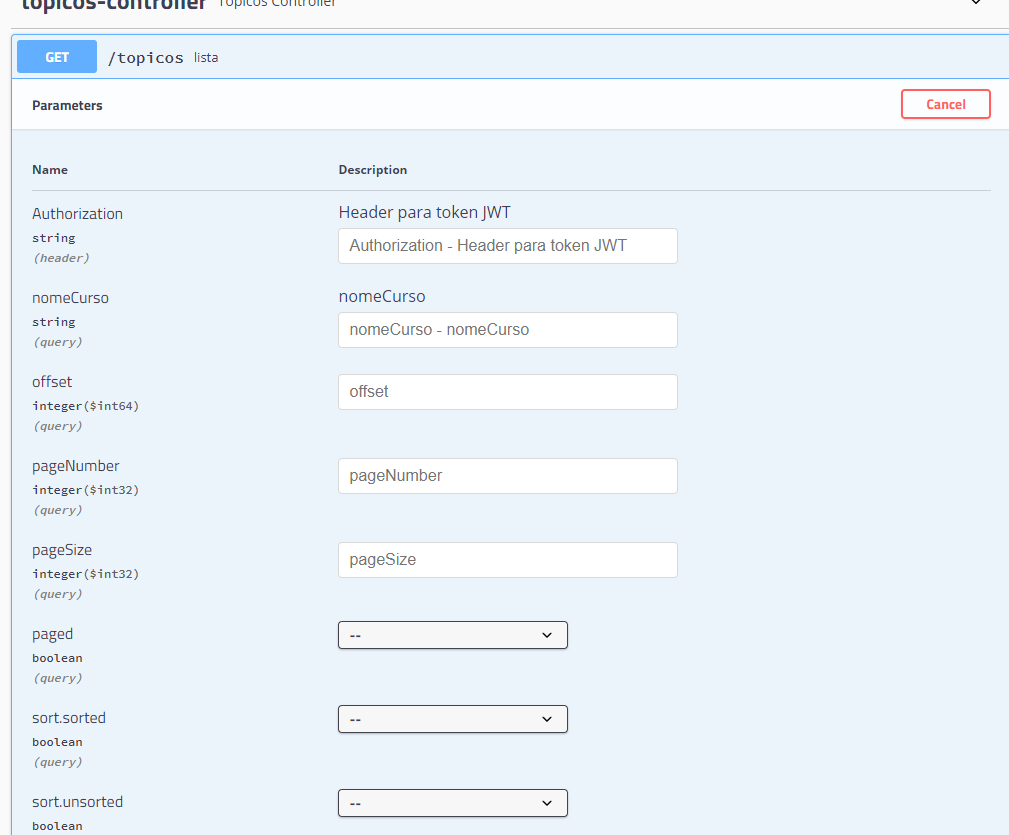 topicos-controller Topicos Controller
GET /topicos lista
Parameters Cancel
Name Description
Authorization Header para token JWT
string
(header)
Authorization - Header para token JWT
nomeCurso nomeCurso
string
(query)
nomeCurso - nomeCurso
offset
integer($int64)
(query)
offset
pageNumber
integer($int32)
(query)
pageNumber
pageSize
integer($int32)
(query)
pageSize
paged
boolean
(query)
--
sort.sorted
boolean
(query)
--
sort.unsorted
boolean
--